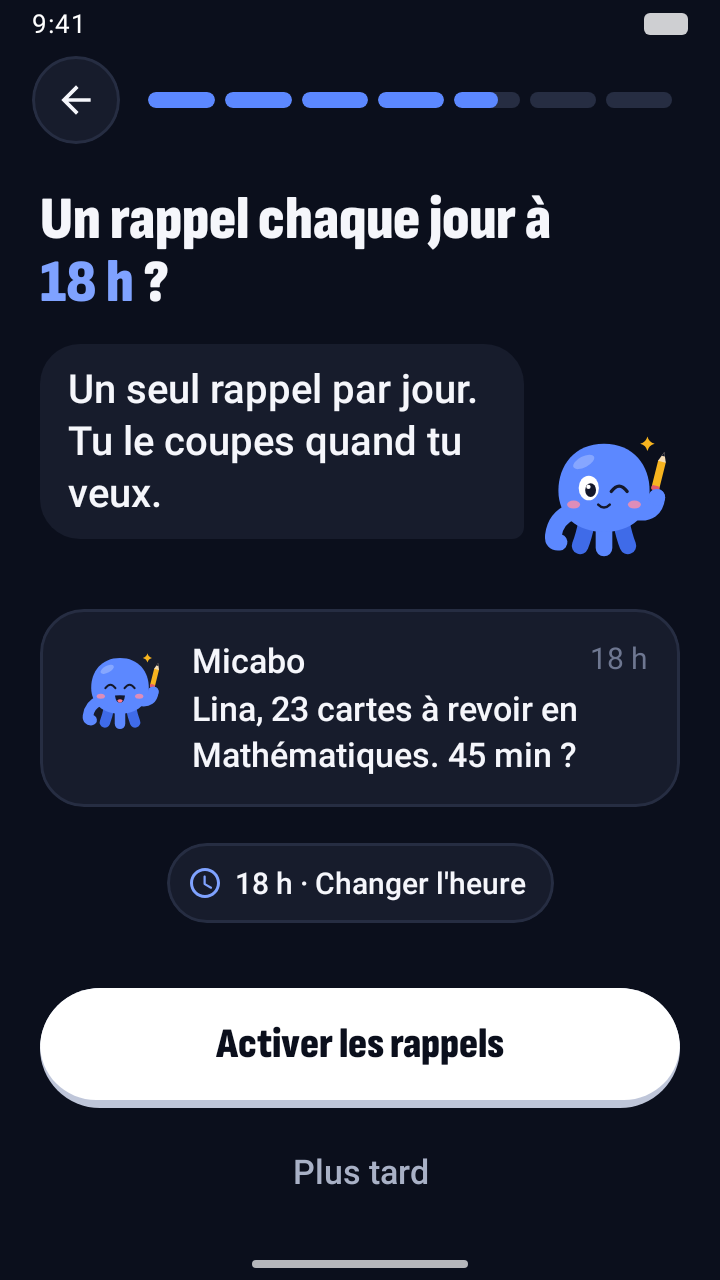 9:41
Un rappel chaque jour à
18 h ?
Un seul rappel par jour.
Tu le coupes quand tu
veux.
Micabo
18 h
Lina, 23 cartes à revoir en
Mathématiques. 45 min ?
18 h · Changer l'heure
Activer les rappels
Plus tard